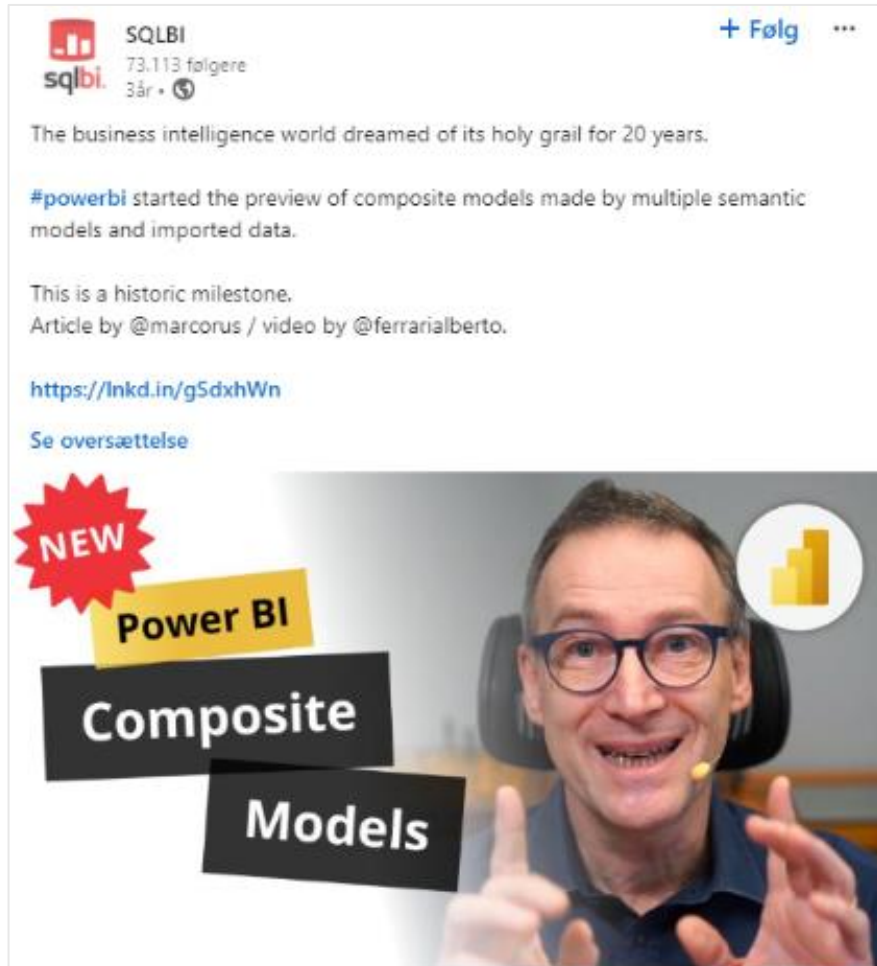 SQLBI
+ Følg
73.113 følgere
3år •
sqlbi.
The business intelligence world dreamed of its holy grail for 20 years.
#powerbi started the preview of composite models made by multiple semantic
models and imported data.
This is a historic milestone.
Article by @marcorus / video by @ferrarialberto.
https://lnkd.in/gSdxhWn
Se oversættelse
NEW
Power BI
Composite
Models